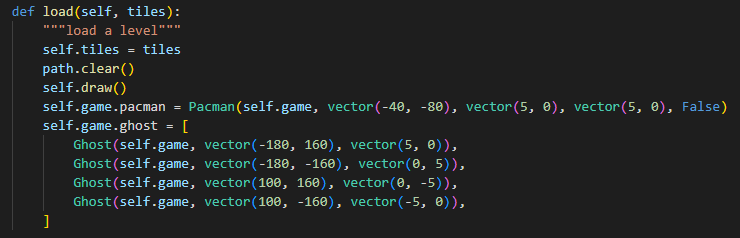 def load(self, tiles):
    """load a level"""
    self.tiles = tiles
    path.clear()
    self.draw()
    self.game.pacman = Pacman(self.game, vector(-40, -80), vector(5, 0), vector(5, 0), False)
    self.game.ghost = [
        Ghost(self.game, vector(-180, 160), vector(5, 0)),
        Ghost(self.game, vector(-180, -160), vector(0, 5)),
        Ghost(self.game, vector(100, 160), vector(0, -5)),
        Ghost(self.game, vector(100, -160), vector(-5, 0)),
    ]